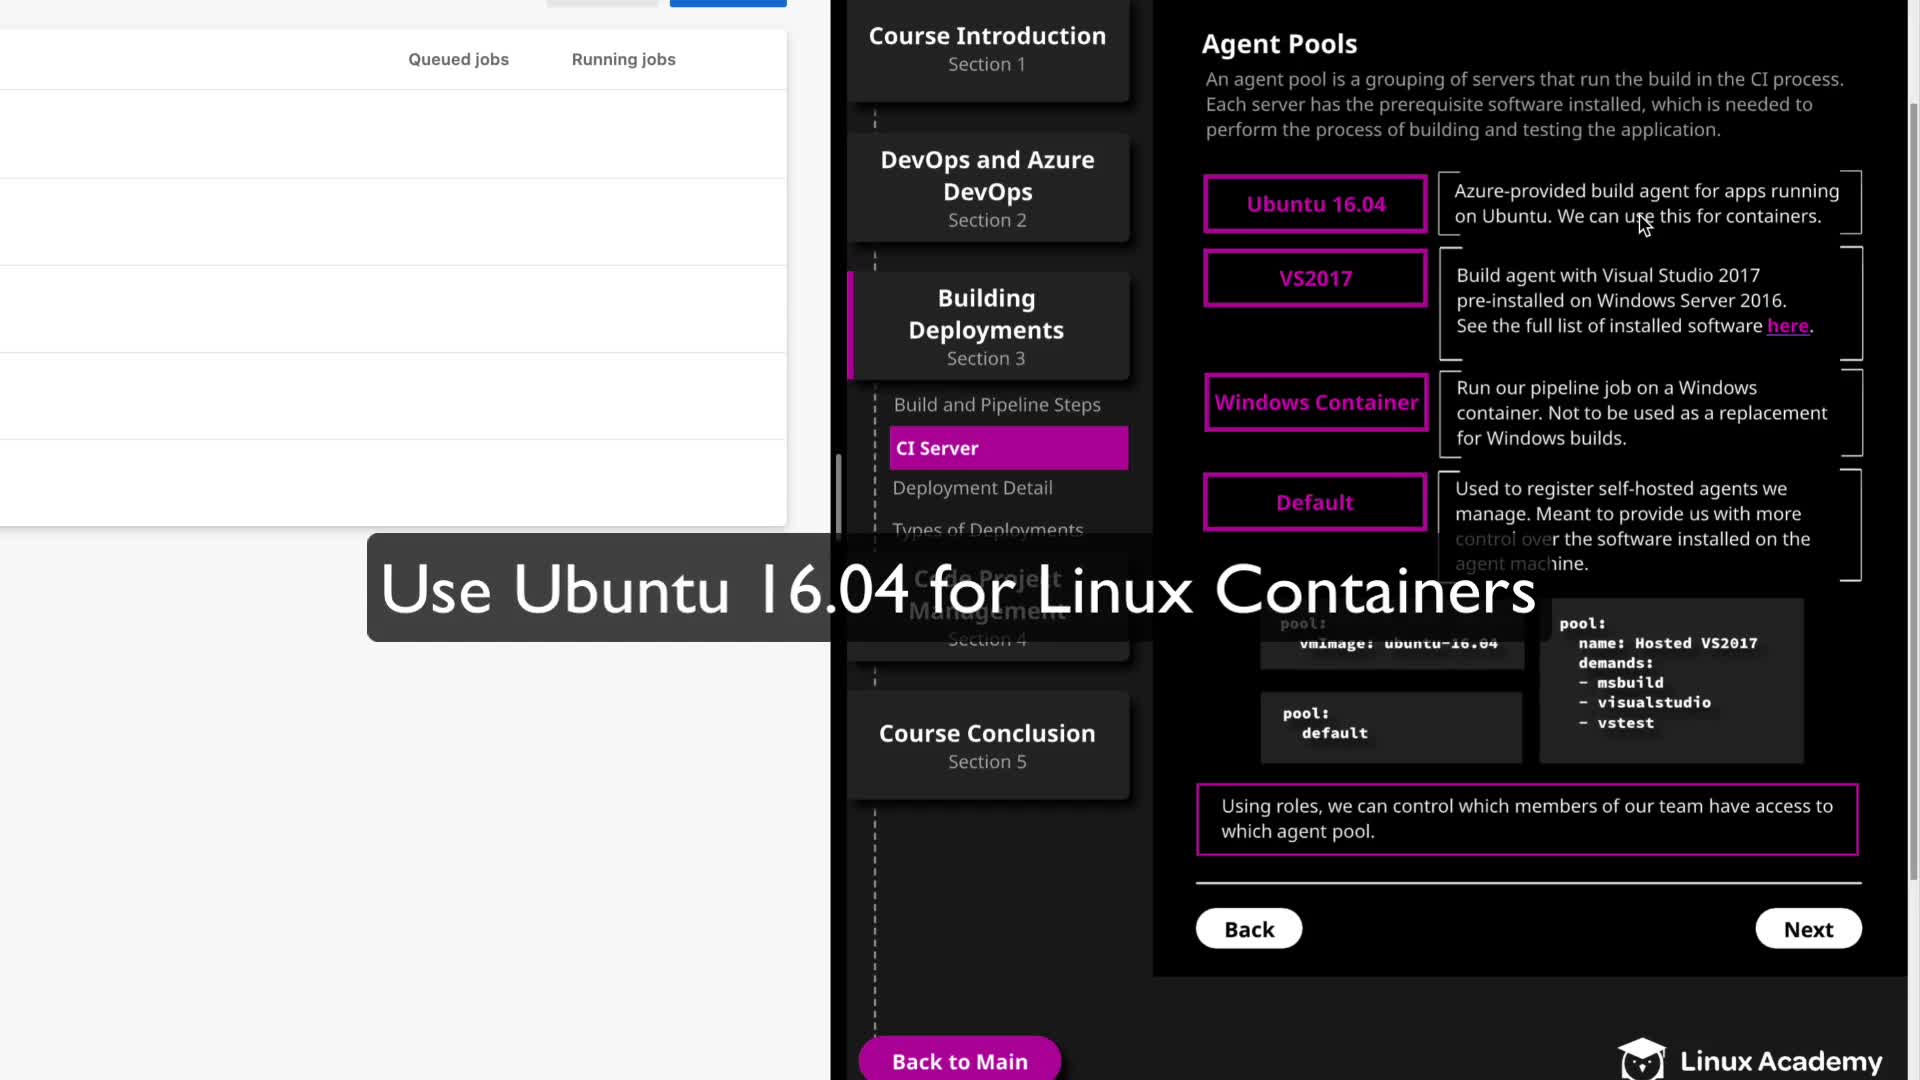 Queued jobs
Running jobs
Course Introduction
Section 1
DevOps and Azure
DevOps
Section 2
Building
Deployments
Section 3
Build and Pipeline Steps
CI Server
Deployment Detail
Types of Deployments
Code Project
Management
Section 4
Course Conclusion
Section 5
Back to Main
Agent Pools
An agent pool is a grouping of servers that run the build in the CI process.
Each server has the prerequisite software installed, which is needed to
perform the process of building and testing the application.
Ubuntu 16.04
Azure-provided build agent for apps running
on Ubuntu. We can use this for containers.
VS2017
Build agent with Visual Studio 2017
pre-installed on Windows Server 2016.
See the full list of installed software here.
Windows Container
Run our pipeline job on a Windows
container. Not to be used as a replacement
for Windows builds.
Default
Used to register self-hosted agents we
manage. Meant to provide us with more
control over the software installed on the
agent machine.
Use Ubuntu 16.04 for Linux Containers
pool:
vmImage: ubuntu-16.04
pool:
default
pool:
name: Hosted VS2017
demands:
- msbuild
- visualstudio
- vstest
Using roles, we can control which members of our team have access to
which agent pool.
Back
Next
Linux Academy